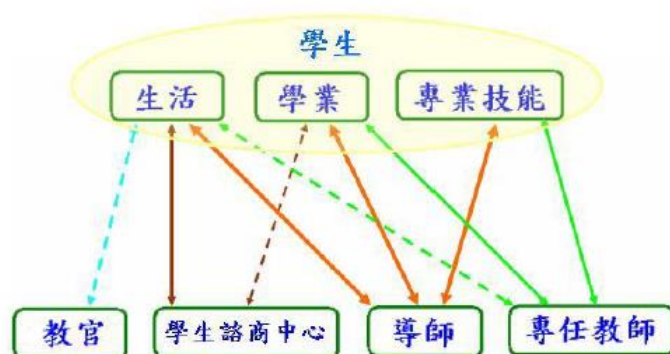 學生
生活
學業
專業技能
教官
學生諮商中心
導師
專任教師